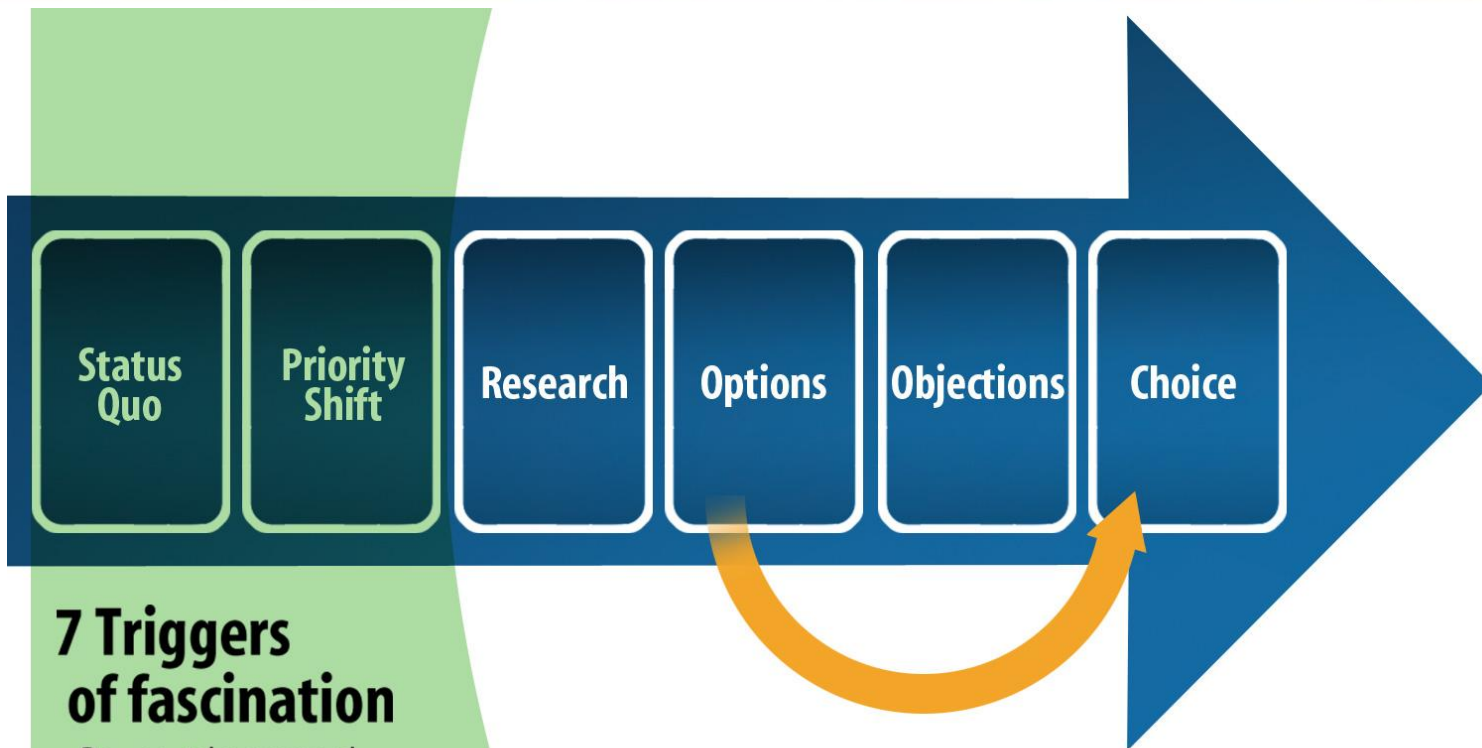 Status
Quo
Priority
Shift
Research
Options
Objections
Choice
7 Triggers
of fascination